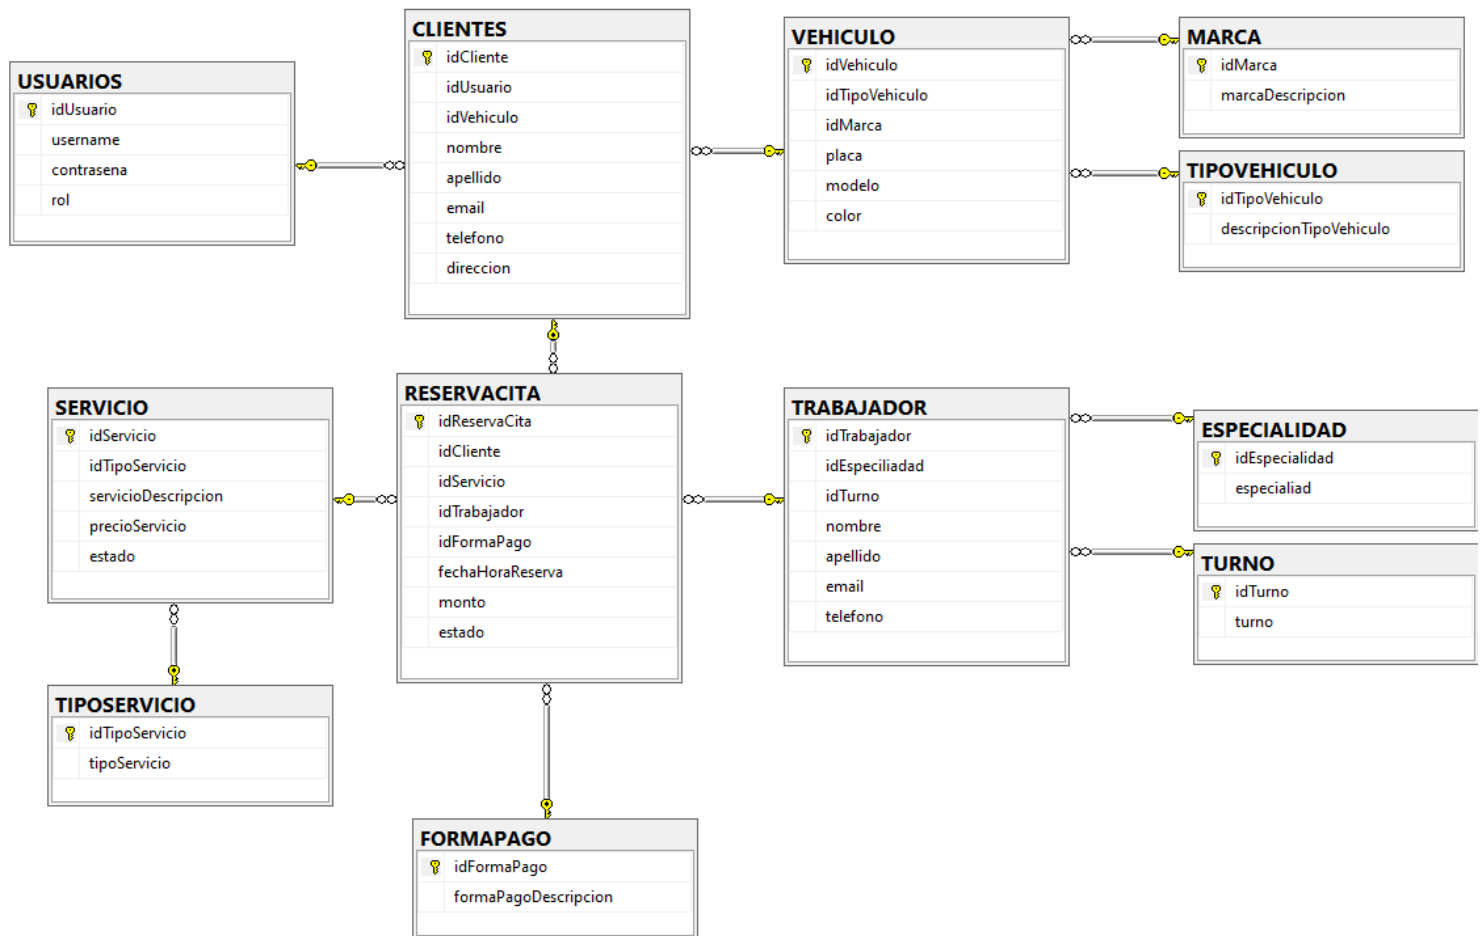 USUARIOS
idUsuario
username
contrasena
rol
CLIENTES
idCliente
idUsuario
idVehiculo
nombre
apellido
email
telefono
direccion
VEHICULO
idVehiculo
idTipoVehiculo
idMarca
placa
modelo
color
MARCA
idMarca
marcaDescripcion
TIPOVEHICULO
idTipoVehiculo
descripcionTipoVehiculo
SERVICIO
idServicio
idTipoServicio
servicioDescripcion
precioServicio
estado
RESERVACITA
idReservaCita
idCliente
idServicio
idTrabajador
idFormaPago
fechaHoraReserva
monto
estado
TRABAJADOR
idTrabajador
idEspeciliadad
idTurno
nombre
apellido
email
telefono
ESPECIALIDAD
idEspecialidad
especialiad
TURNO
idTurno
turno
TIPOSERVICIO
idTipoServicio
tipoServicio
FORMAPAGO
idFormaPago
formaPagoDescripcion